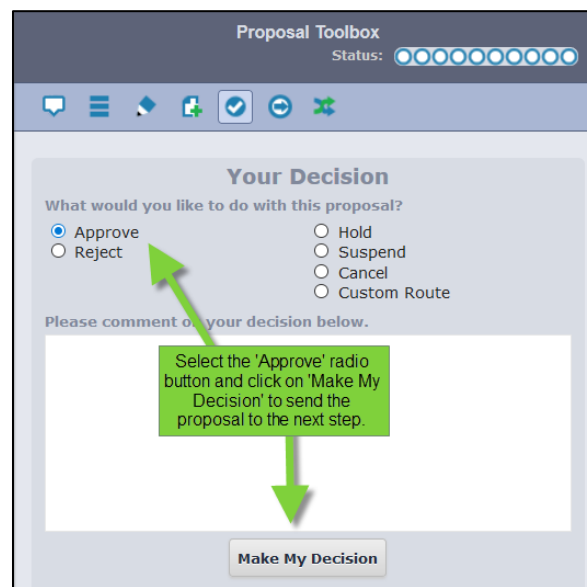 Proposal Toolbox
Status:
Your Decision
What would you like to do with this proposal?
Approve
Reject
Hold
Suspend
Cancel
Custom Route
Please comment on your decision below.
Select the 'Approve' radio
button and click on 'Make My
Decision' to send the
proposal to the next step.
Make My Decision